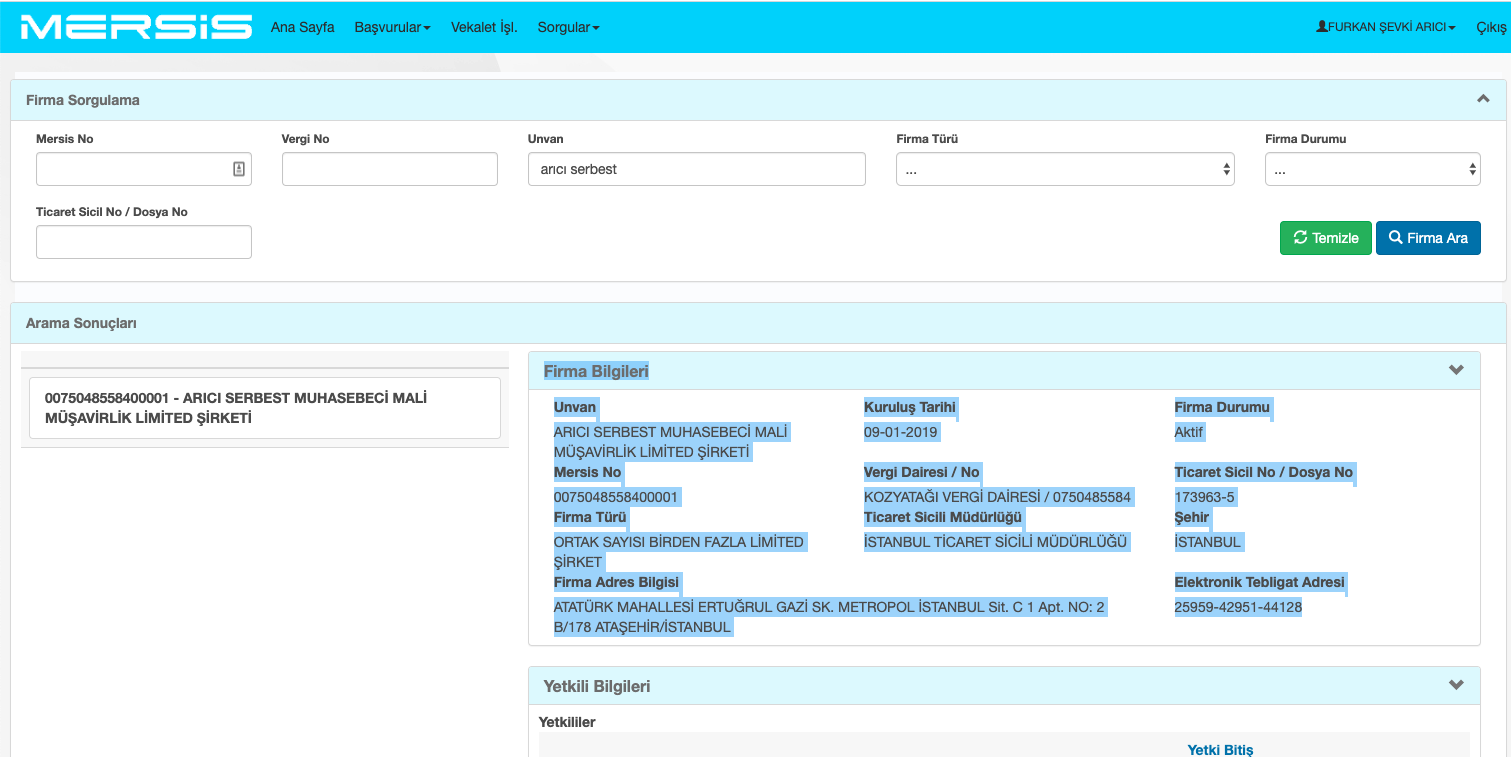 MERSİS
Ana Sayfa Başvurular Vekalet İşl. Sorgular FURKAN ŞEVKİ ARICI Çıkış
Firma Sorgulama
Mersis No Vergi No Unvan Firma Türü Firma Durumu
arıcı serbest ... ...
Ticaret Sicil No / Dosya No
Temizle Firma Ara
Arama Sonuçları
0075048558400001 - ARICI SERBEST MUHASEBECİ MALİ
MÜŞAVİRLİK LİMİTED ŞİRKETİ
Firma Bilgileri
Unvan Kuruluş Tarihi Firma Durumu
ARICI SERBEST MUHASEBECİ MALİ 09-01-2019 Aktif
MÜŞAVİRLİK LİMİTED ŞİRKETİ
Mersis No Vergi Dairesi / No Ticaret Sicil No / Dosya No
0075048558400001 KOZYATAĞI VERGİ DAİRESİ / 0750485584 173963-5
Firma Türü Ticaret Sicili Müdürlüğü Şehir
ORTAK SAYISI BİRDEN FAZLA LİMİTED İSTANBUL TİCARET SİCİLİ MÜDÜRLÜĞÜ İSTANBUL
ŞİRKET
Firma Adres Bilgisi Elektronik Tebligat Adresi
ATATÜRK MAHALLESİ ERTUĞRUL GAZİ SK. METROPOL İSTANBUL Sit. C 1 Apt. NO: 2 25959-42951-44128
B/178 ATAŞEHİR/İSTANBUL
Yetkili Bilgileri
Yetkililer
Yetki Bitiş